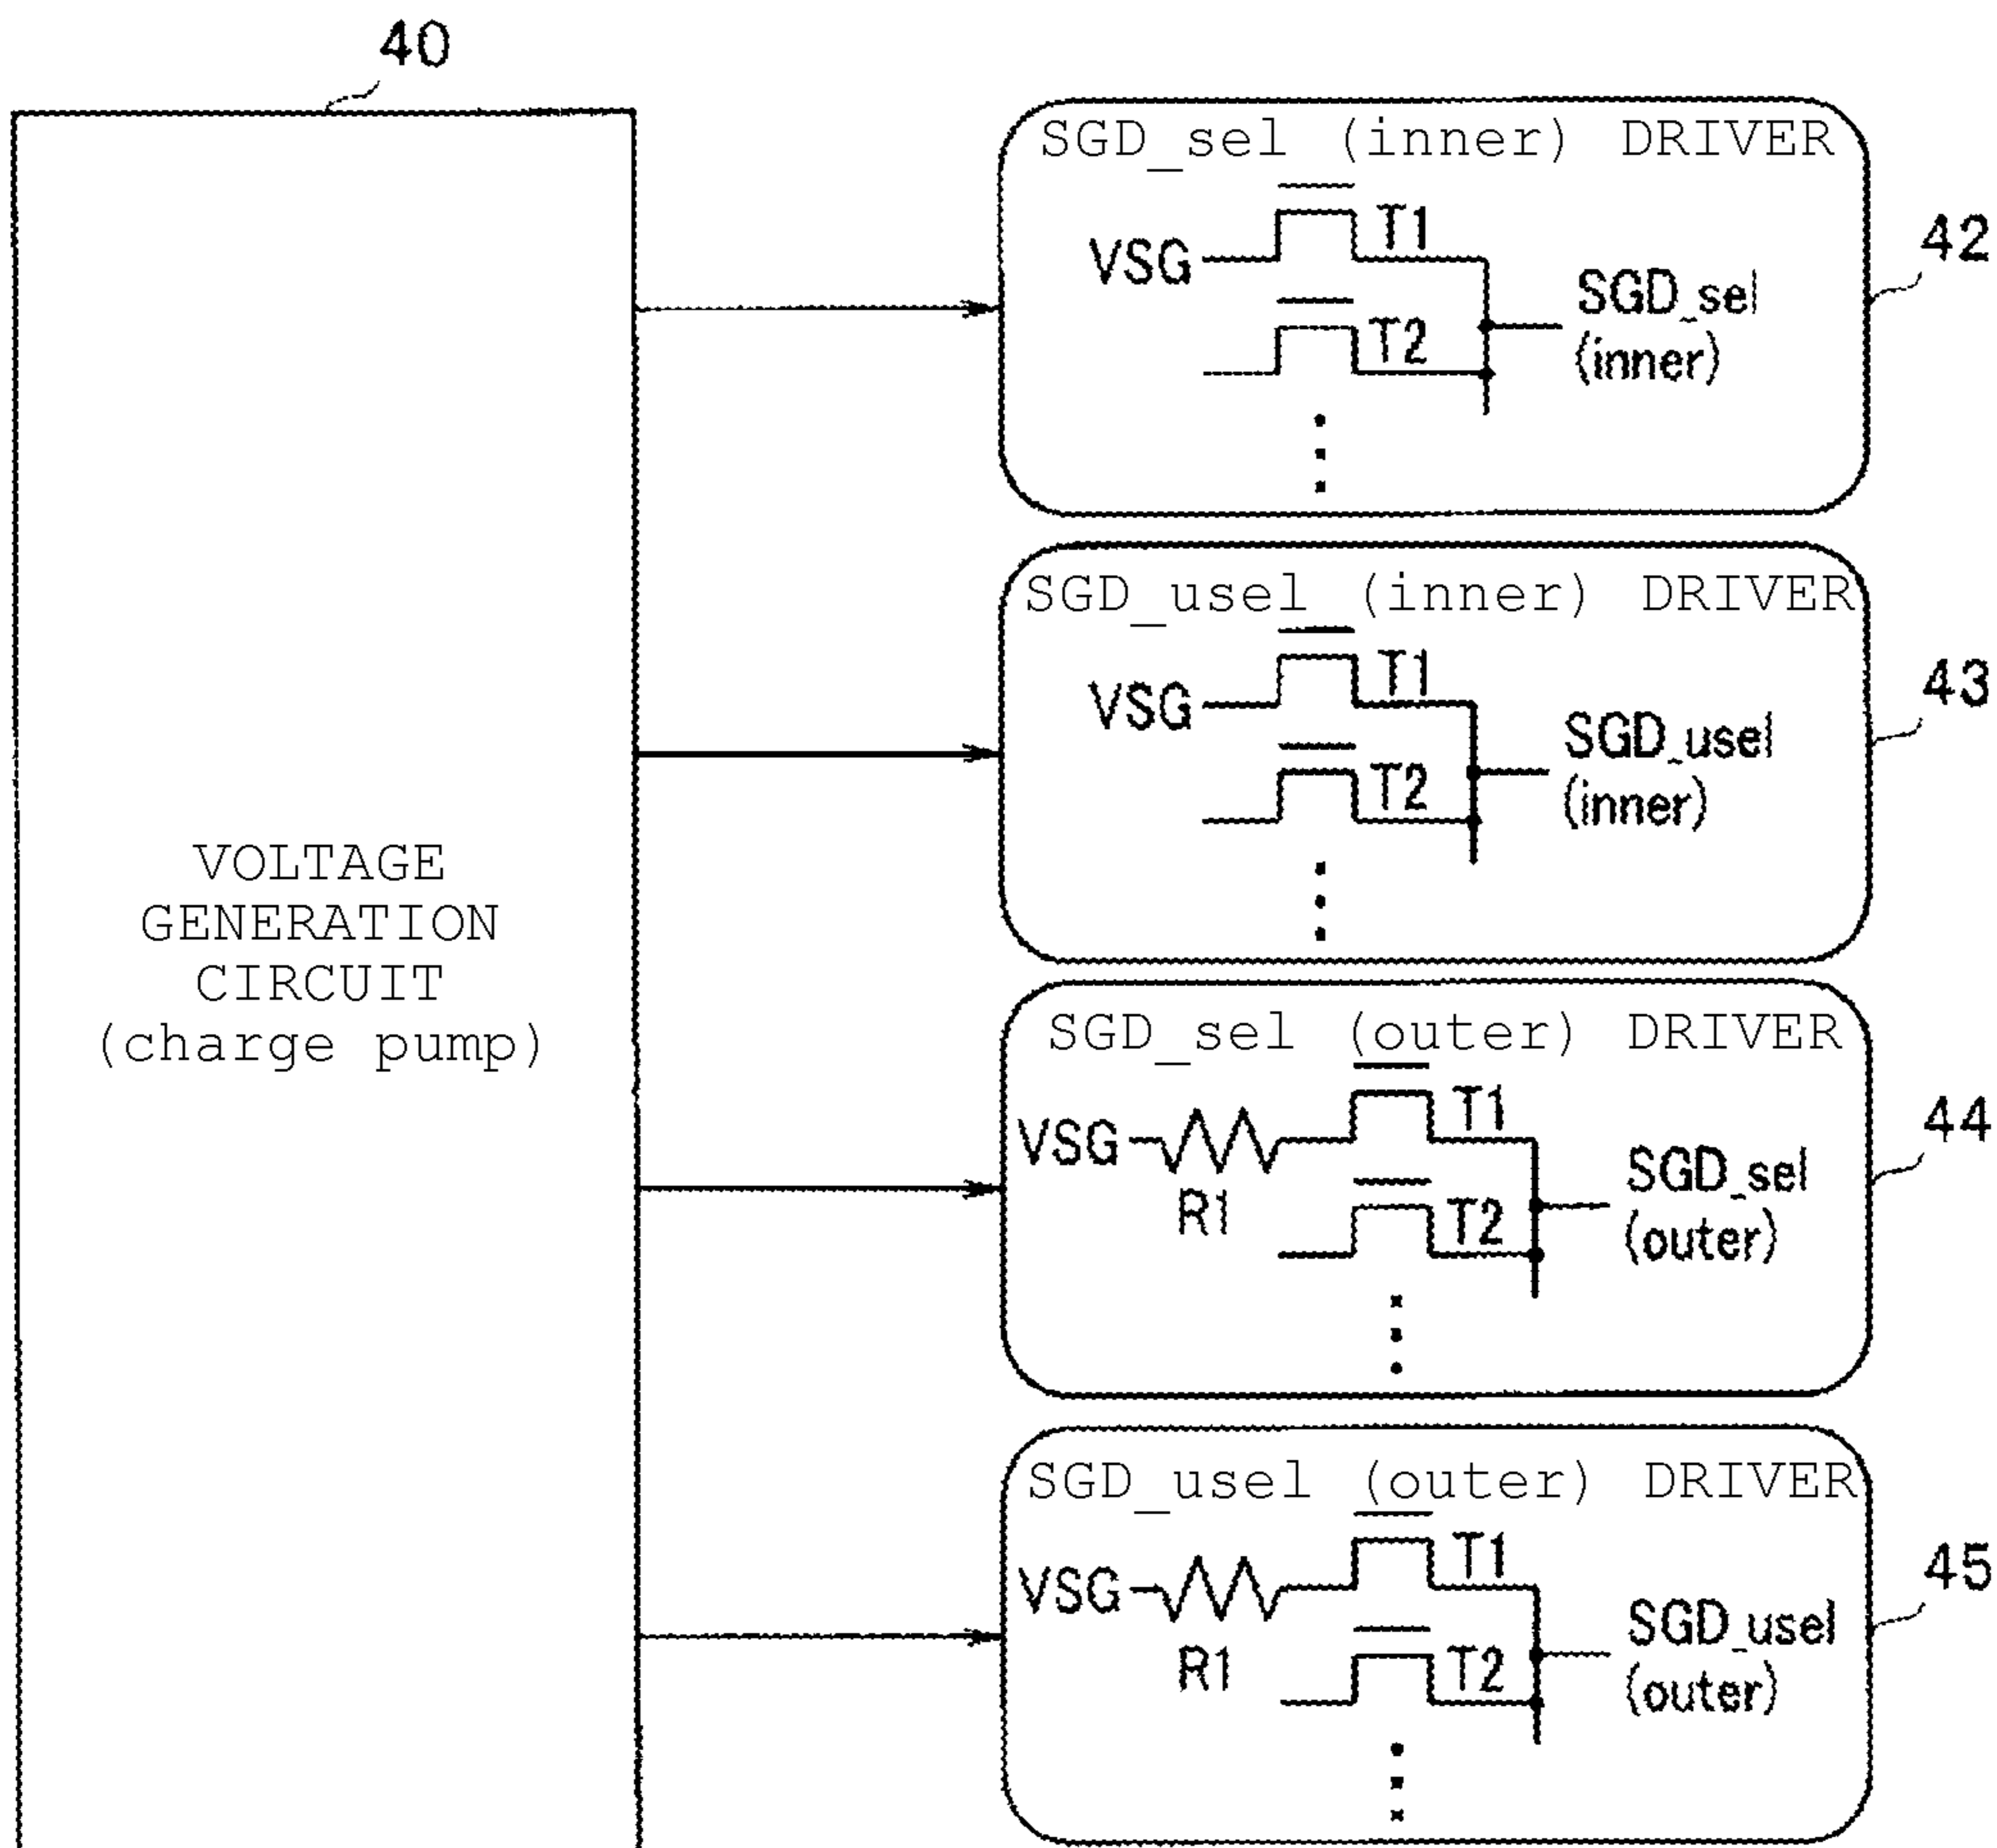 40
VOLTAGE
GENERATION
CIRCUIT
(charge pump)
SGD_sel (inner) DRIVER
T1
VSG
T2
SGD_sel
(inner)
42
SGD_usel (inner) DRIVER
T1
VSG
T2
SGD_usel
(inner)
43
SGD_sel (outer) DRIVER
T1
VSG
R1
T2
SGD_sel
(outer)
44
SGD_usel (outer) DRIVER
T1
VSG
R1
T2
SGD_usel
(outer)
45